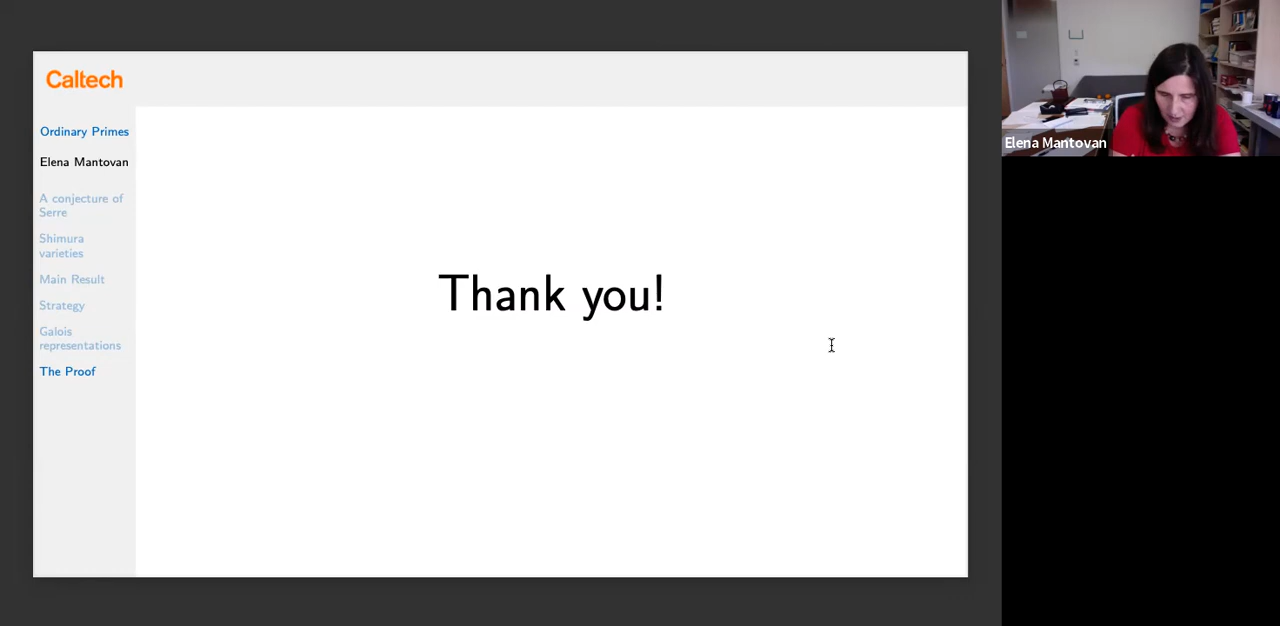 Caltech
Ordinary Primes
Elena Mantovan
A conjecture of
Serre
Shimura
varieties
Main Result
Strategy
Galois
representations
The Proof
Thank you!
Elena Mantovan